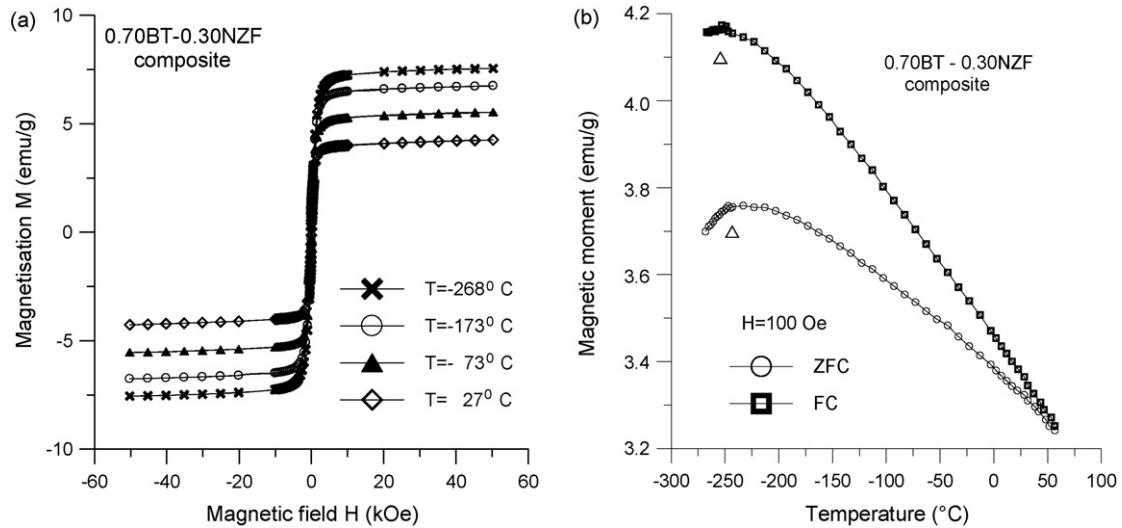 (a)
10
5
0
-5
-10
Magnetisation M (emu/g)
0.70BT-0.30NZF
composite
T=-268⁰ C
T=-173⁰ C
T=- 73⁰ C
T= 27⁰ C
-60 -40 -20 0 20 40 60
Magnetic field H (kOe)
(b)
4.2
4.0
3.8
3.6
3.4
3.2
Magnetic moment (emu/g)
0.70BT - 0.30NZF
composite
H=100 Oe
ZFC
FC
-300 -250 -200 -150 -100 -50 0 50 100
Temperature (°C)